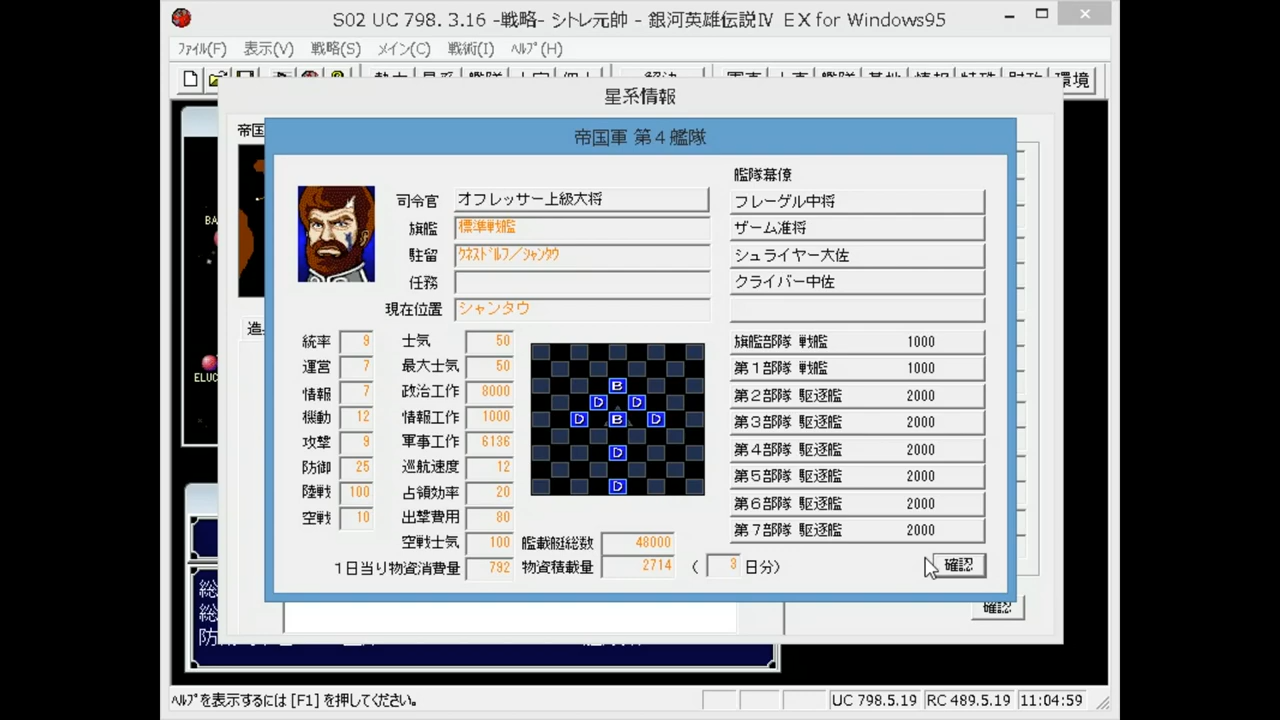 S02 UC 798. 3.16 -戦略- シトレ元帥 - 銀河英雄伝説Ⅳ EX for Windows95
ﾌｧｲﾙ(F) 表示(V) 戦略(S) メイン(C) 戦術(I) ﾍﾙﾌﾟ(H)
環境
星系情報
帝国
帝国軍 第4艦隊
司令官 オフレッサー上級大将
旗艦 標準戦艦
駐留 ｸﾈｽﾄﾞﾙﾌ／ｼｬﾝﾀｳ
任務
現在位置 シャンタウ
艦隊幕僚
フレーゲル中将
ザーム准将
シュライヤー大佐
クライバー中佐
BA
ELUC
造
統率 9
運営 7
情報 7
機動 12
攻撃 9
防御 25
陸戦 100
空戦 10
士気 50
最大士気 50
政治工作 8000
情報工作 1000
軍事工作 6136
巡航速度 12
占領効率 20
出撃費用 80
空戦士気 100
1日当り物資消費量 792
B
D D
D B D
D
D
艦載艇総数 48000
物資積載量 2714 ( 3 日分)
旗艦部隊 戦艦 1000
第1部隊 戦艦 1000
第2部隊 駆逐艦 2000
第3部隊 駆逐艦 2000
第4部隊 駆逐艦 2000
第5部隊 駆逐艦 2000
第6部隊 駆逐艦 2000
第7部隊 駆逐艦 2000
確認
確認
総
総
防
ﾍﾙﾌﾟを表示するには [F1] を押してください。
UC 798.5.19 RC 489.5.19 11:04:59